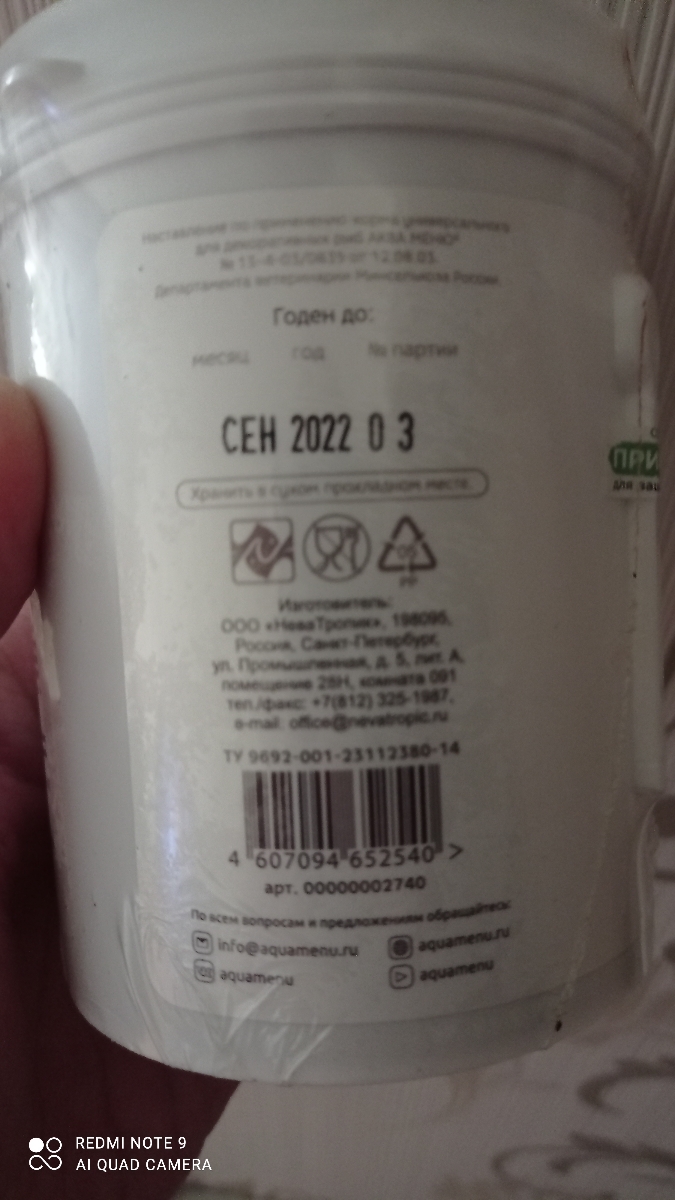 Наставление по применению корма универсального
для декоративных рыб АКВА МЕНЮ®
№ 13-4-03/0835 от 12.08.03.
Департамента ветеринарии Минсельхоза России.
Годен до:
месяц год № партии
СЕН 2022 0 3
Хранить в сухом прохладном месте.
05
PP
ПРИ
для защ
Изготовитель:
ООО «НеваТропик», 198095,
Россия, Санкт-Петербург,
ул. Промышленная, д. 5, лит. А,
помещение 28Н, комната 091
тел./факс: +7(812) 325-1987,
e-mail: office@nevatropic.ru
ТУ 9692-001-23112380-14
4 607094 652540 >
арт. 00000002740
По всем вопросам и предложениям обращайтесь:
info@aquamenu.ru aquamenu.ru
aquamenu aquamenu
REDMI NOTE 9
AI QUAD CAMERA